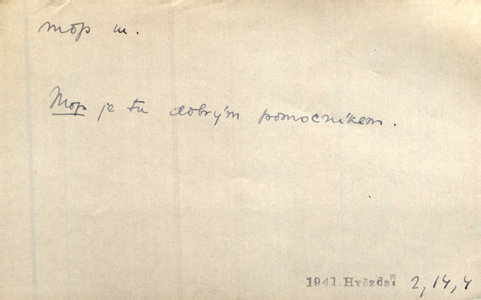 mop m.
Mop je tu dobrým pomocníkem.
1941 Hvězda: 2, 14, 4